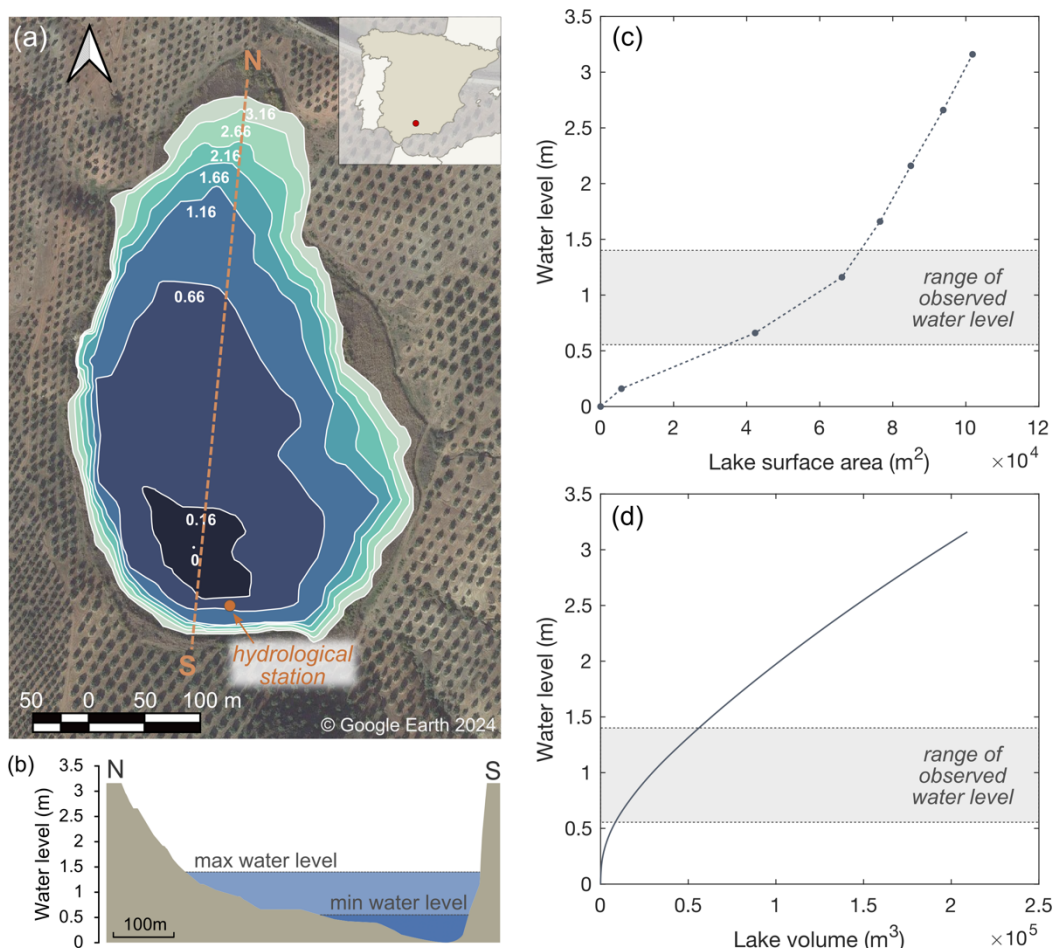 (a)
N
3.16
2.66
2.16
1.66
1.16
0.66
0.16
0
S
hydrological
station
50 0 50 100 m
© Google Earth 2024
(b)
3.5
3
2.5
2
1.5
1
0.5
0
Water level (m)
N
S
max water level
min water level
100m
(c)
3.5
3
2.5
2
1.5
1
0.5
0
Water level (m)
range of
observed
water level
0 2 4 6 8 10 12
Lake surface area (m²)
×10⁴
(d)
3.5
3
2.5
2
1.5
1
0.5
0
Water level (m)
range of
observed
water level
0 0.5 1 1.5 2 2.5
Lake volume (m³)
×10⁵